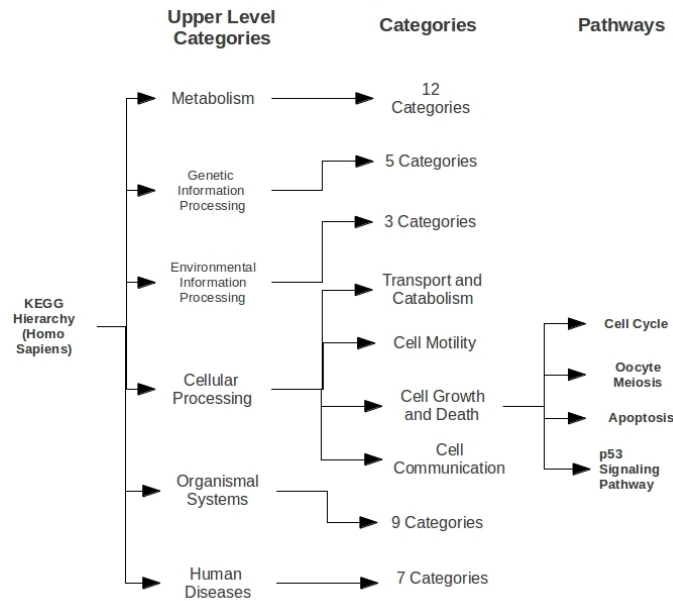 Upper Level
Categories
Categories
Pathways
Metabolism
12
Categories
Genetic
Information
Processing
5 Categories
Environmental
Information
Processing
3 Categories
KEGG
Hierarchy
(Homo
Sapiens)
Cellular
Processing
Transport and
Catabolism
Cell Motility
Cell Growth
and Death
Cell
Communication
Cell Cycle
Oocyte
Meiosis
Apoptosis
p53
Signaling
Pathway
Organismal
Systems
9 Categories
Human
Diseases
7 Categories